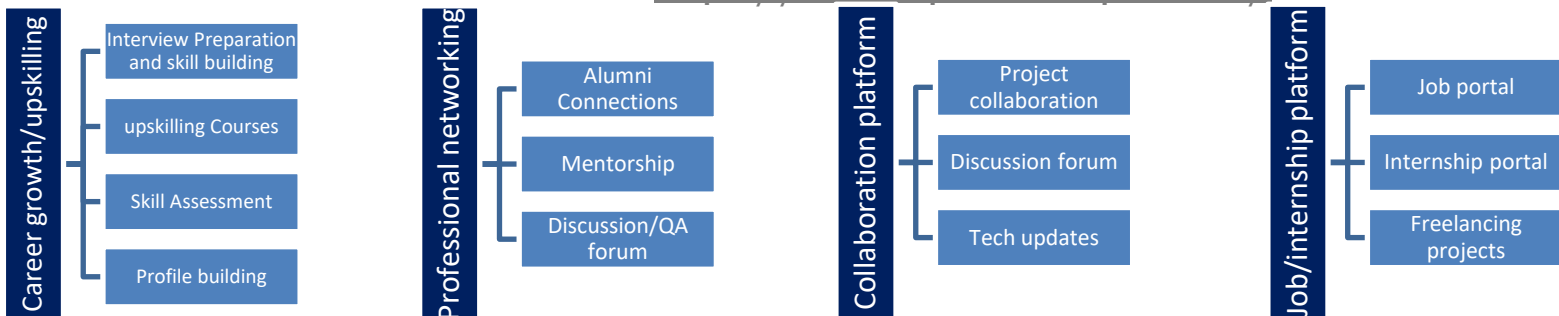 Career growth/upskilling
Interview Preparation
and skill building
upskilling Courses
Skill Assessment
Profile building
Professional networking
Alumni
Connections
Mentorship
Discussion/QA
forum
Collaboration platform
Project
collaboration
Discussion forum
Tech updates
Job/internship platform
Job portal
Internship portal
Freelancing
projects